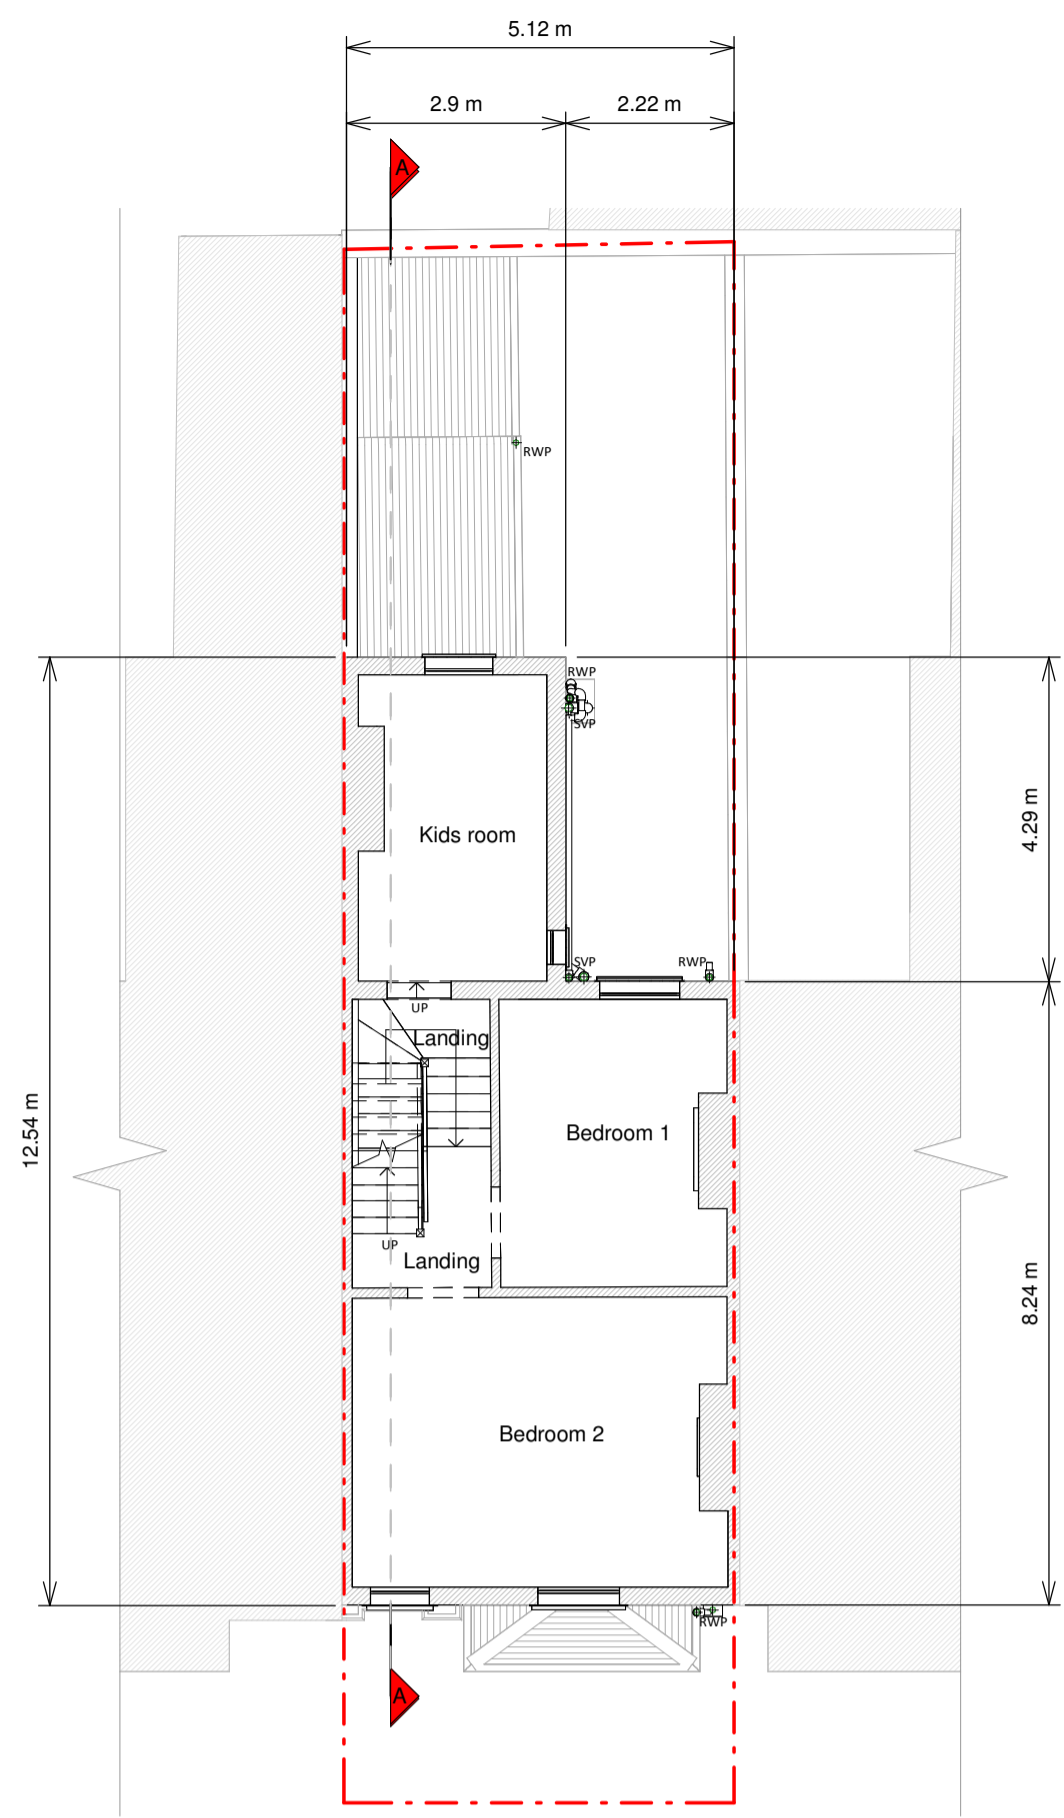 5.12 m
2.9 m
2.22 m
A
RWP
RWP
SVP
Kids room
4.29 m
SVP
RWP
UP
Landing
12.54 m
Bedroom 1
UP
Landing
8.24 m
Bedroom 2
RWP
A